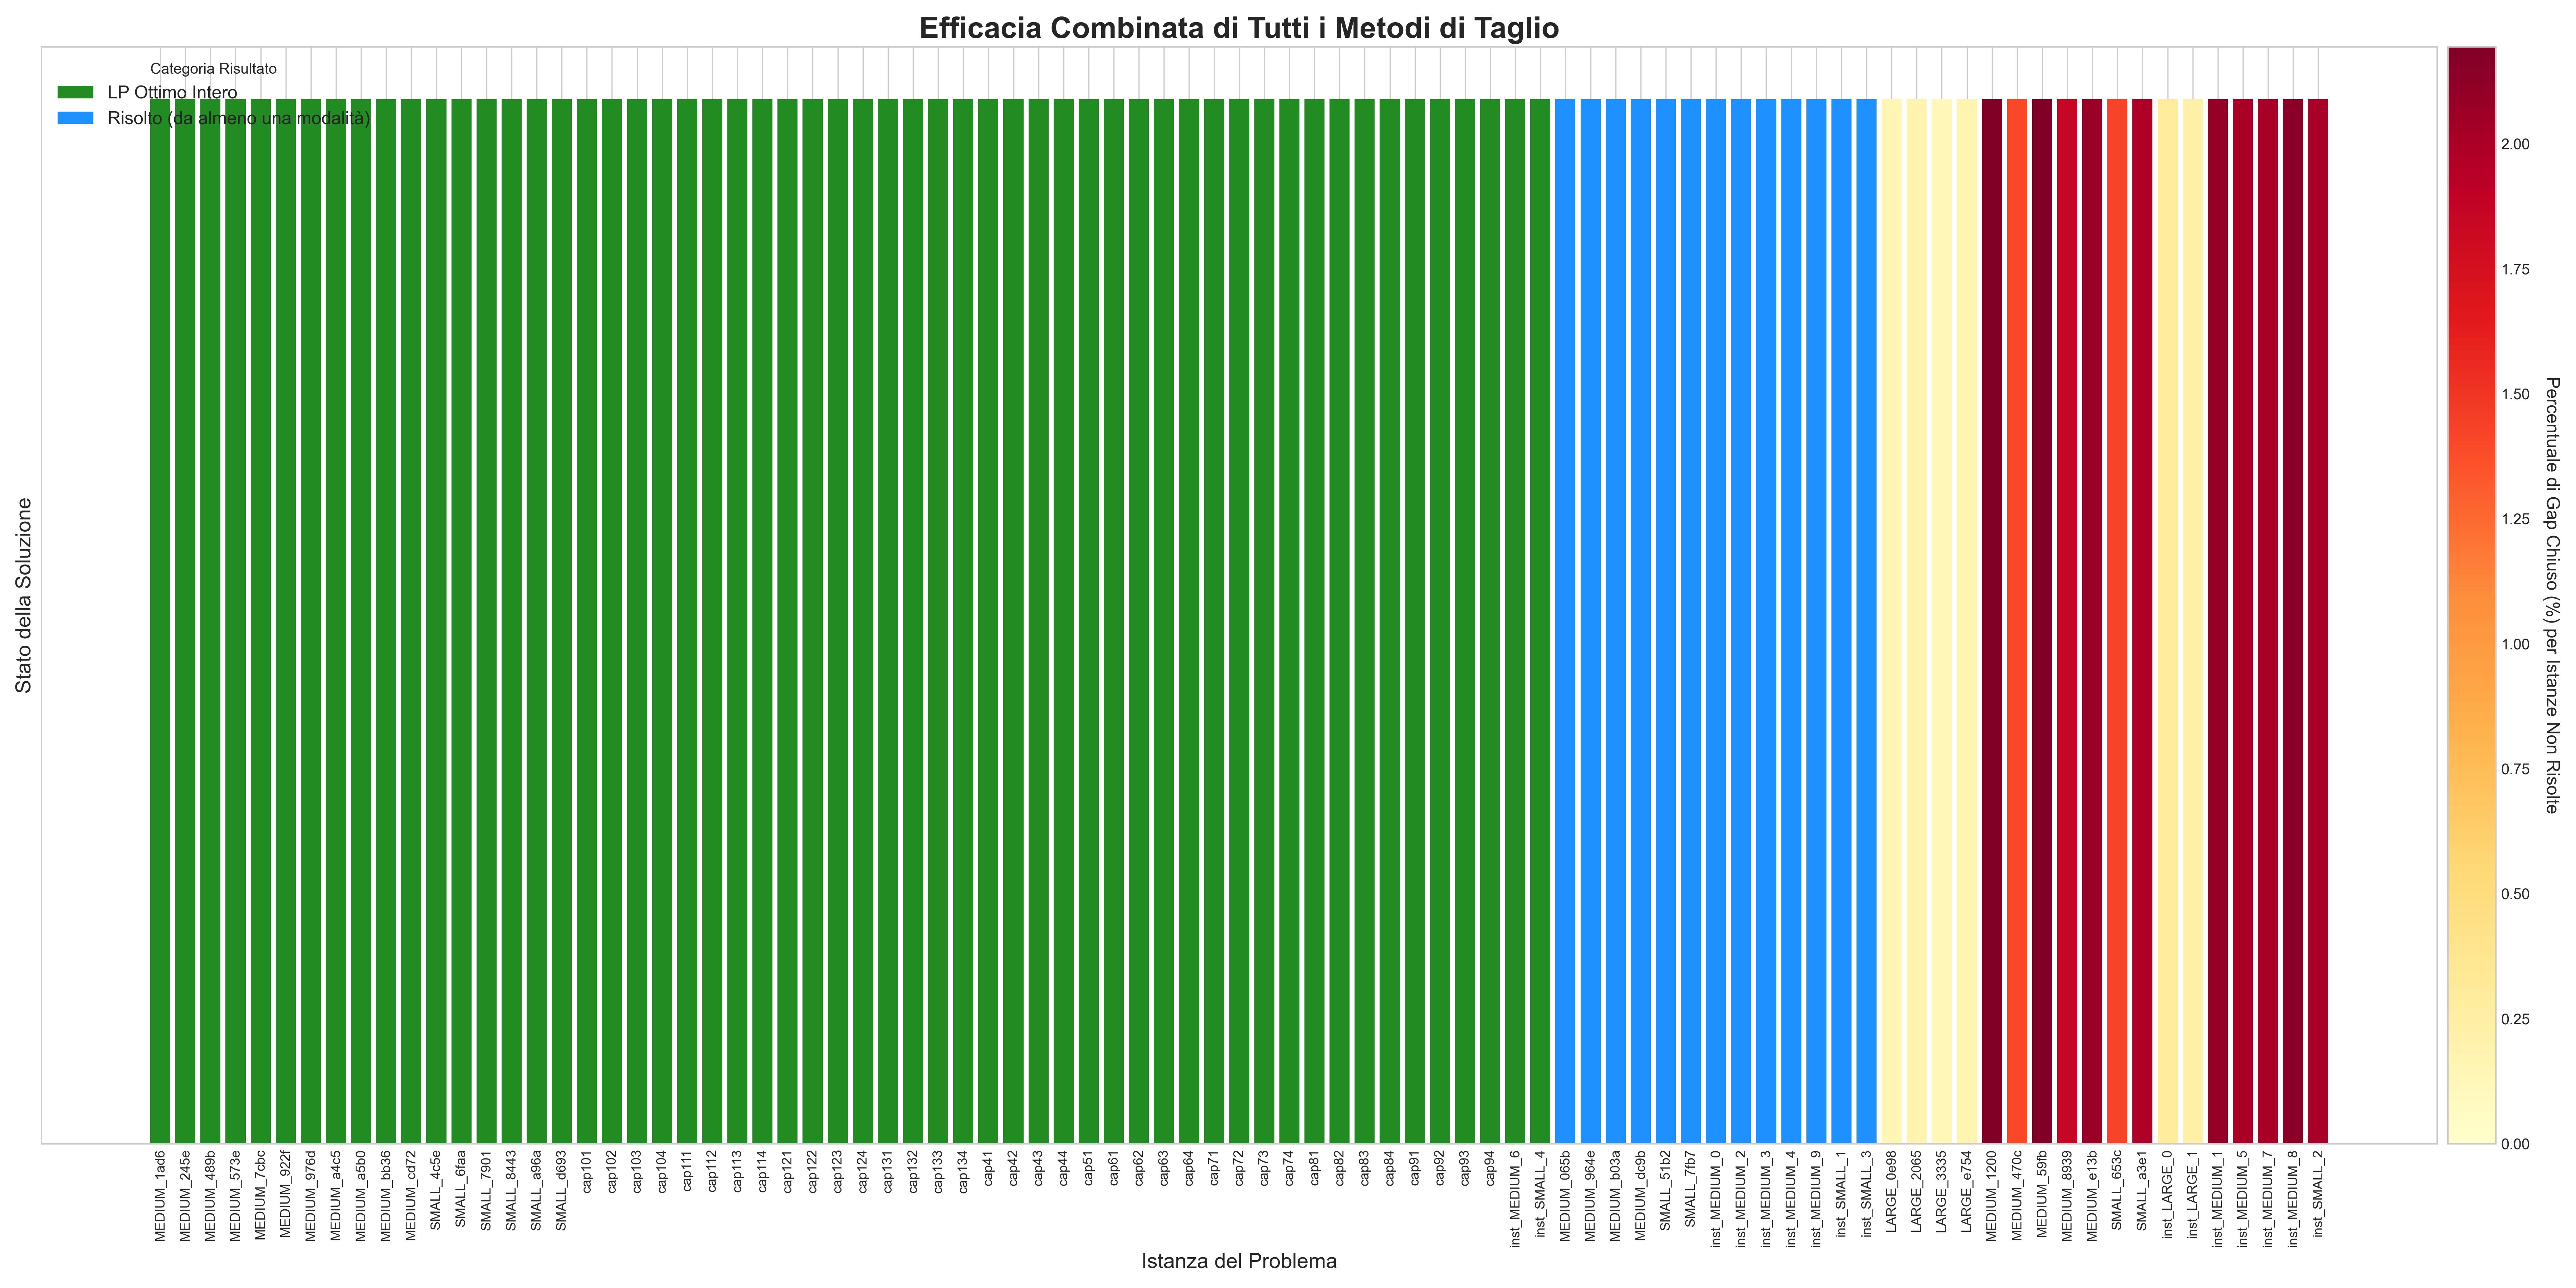 Efficacia Combinata di Tutti i Metodi di Taglio
Categoria Risultato
LP Ottimo Intero
Risolto (da almeno una modalità)
Stato della Soluzione
MEDIUM_1ad6
MEDIUM_245e
MEDIUM_489b
MEDIUM_573e
MEDIUM_7cbc
MEDIUM_922f
MEDIUM_976d
MEDIUM_a4c5
MEDIUM_a5b0
MEDIUM_bb36
MEDIUM_cd72
SMALL_4c5e
SMALL_6faa
SMALL_7901
SMALL_8443
SMALL_a96a
SMALL_d693
cap101
cap102
cap103
cap104
cap111
cap112
cap113
cap114
cap121
cap122
cap123
cap124
cap131
cap132
cap133
cap134
cap41
cap42
cap43
cap44
cap51
cap61
cap62
cap63
cap64
cap71
cap72
cap73
cap74
cap81
cap82
cap83
cap84
cap91
cap92
cap93
cap94
inst_MEDIUM_6
inst_SMALL_4
MEDIUM_065b
MEDIUM_964e
MEDIUM_b03a
MEDIUM_dc9b
SMALL_51b2
SMALL_7fb7
inst_MEDIUM_0
inst_MEDIUM_2
inst_MEDIUM_3
inst_MEDIUM_4
inst_MEDIUM_9
inst_SMALL_1
inst_SMALL_3
LARGE_0e98
LARGE_2065
LARGE_3335
LARGE_e754
MEDIUM_1200
MEDIUM_470c
MEDIUM_59fb
MEDIUM_8939
MEDIUM_e13b
SMALL_653c
SMALL_a3e1
inst_LARGE_0
inst_LARGE_1
inst_MEDIUM_1
inst_MEDIUM_5
inst_MEDIUM_7
inst_MEDIUM_8
inst_SMALL_2
Istanza del Problema
2.00
1.75
1.50
1.25
1.00
0.75
0.50
0.25
0.00
Percentuale di Gap Chiuso (%) per Istanze Non Risolte